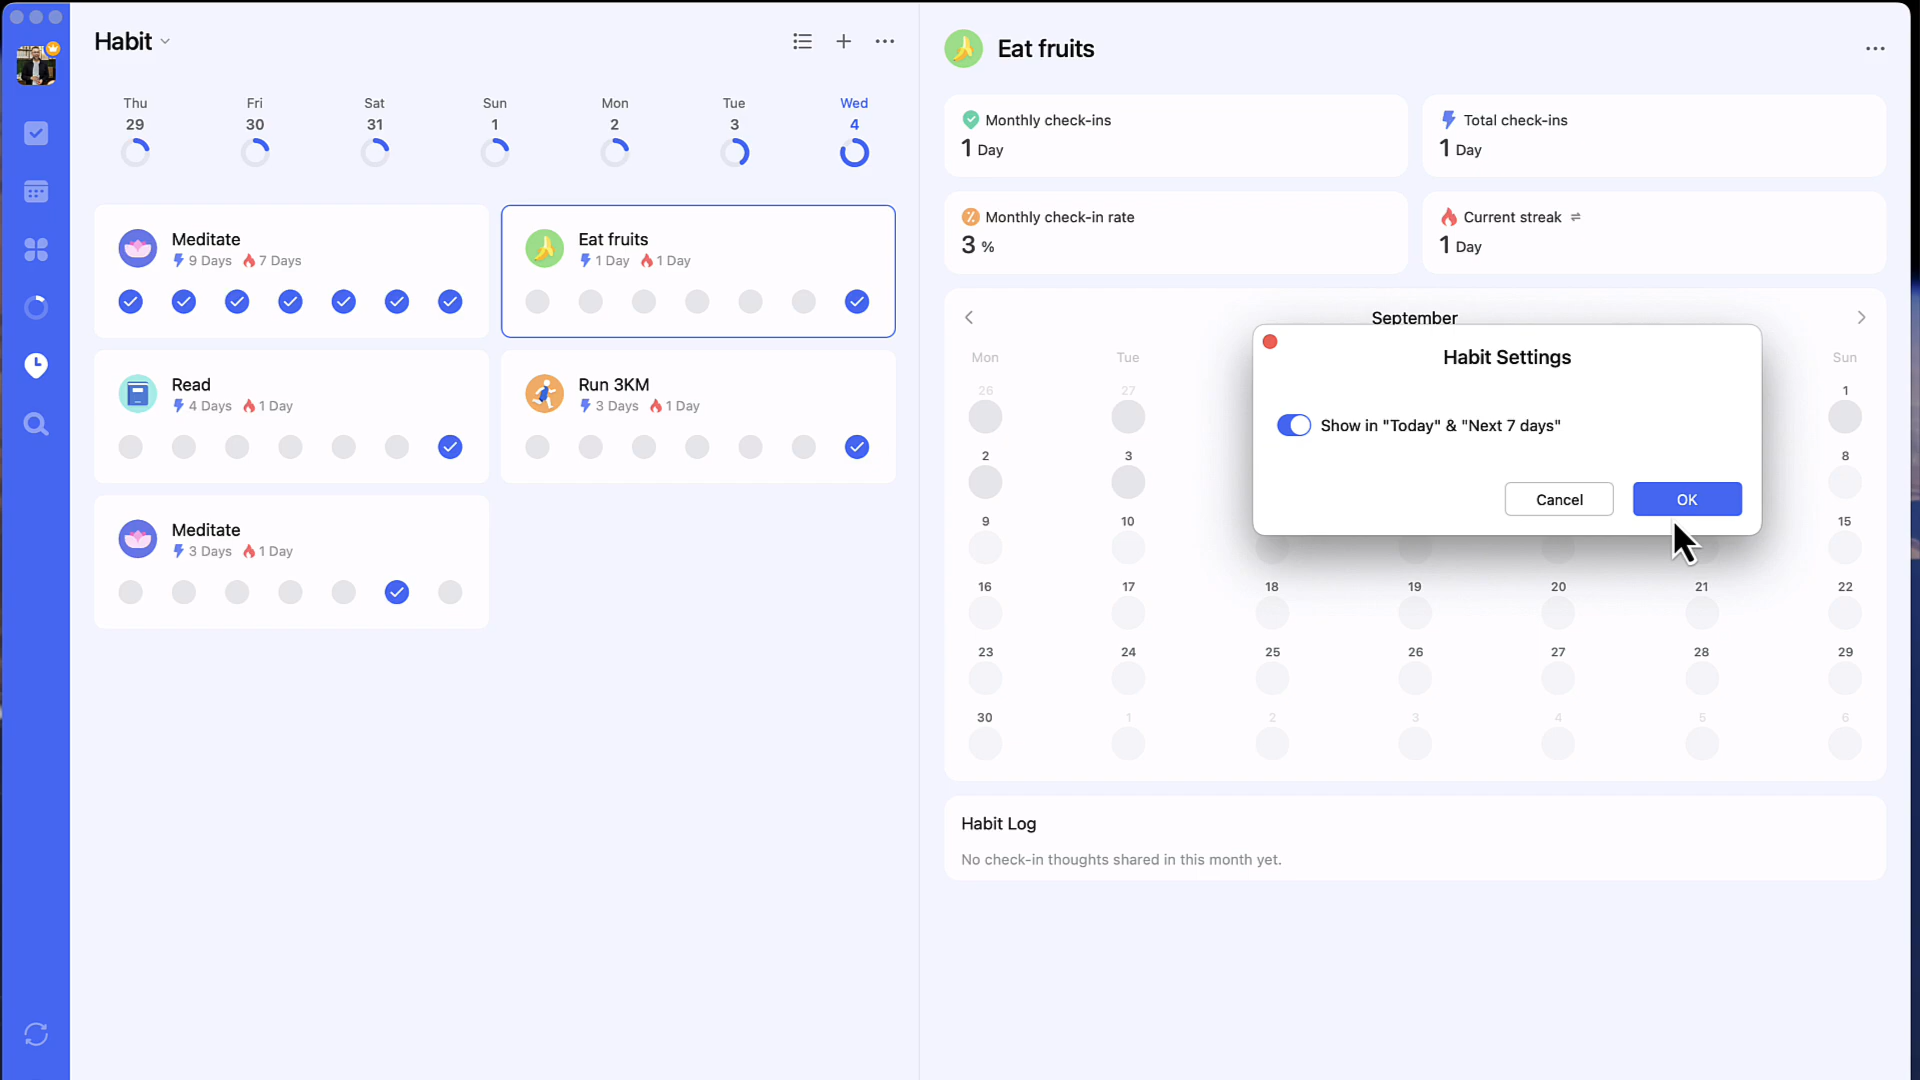 Habit
Thu Fri Sat Sun Mon Tue Wed
29 30 31 1 2 3 4
Meditate
9 Days 7 Days
Eat fruits
1 Day 1 Day
Read
4 Days 1 Day
Run 3KM
3 Days 1 Day
Meditate
3 Days 1 Day
Eat fruits
Monthly check-ins
1 Day
Total check-ins
1 Day
Monthly check-in rate
3 %
Current streak
1 Day
September
Mon Tue Sun
26 27 1
2 3 8
9 10 15
16 17 18 19 20 21 22
23 24 25 26 27 28 29
30 1 2 3 4 5 6
Habit Settings
Show in "Today" & "Next 7 days"
Cancel OK
Habit Log
No check-in thoughts shared in this month yet.